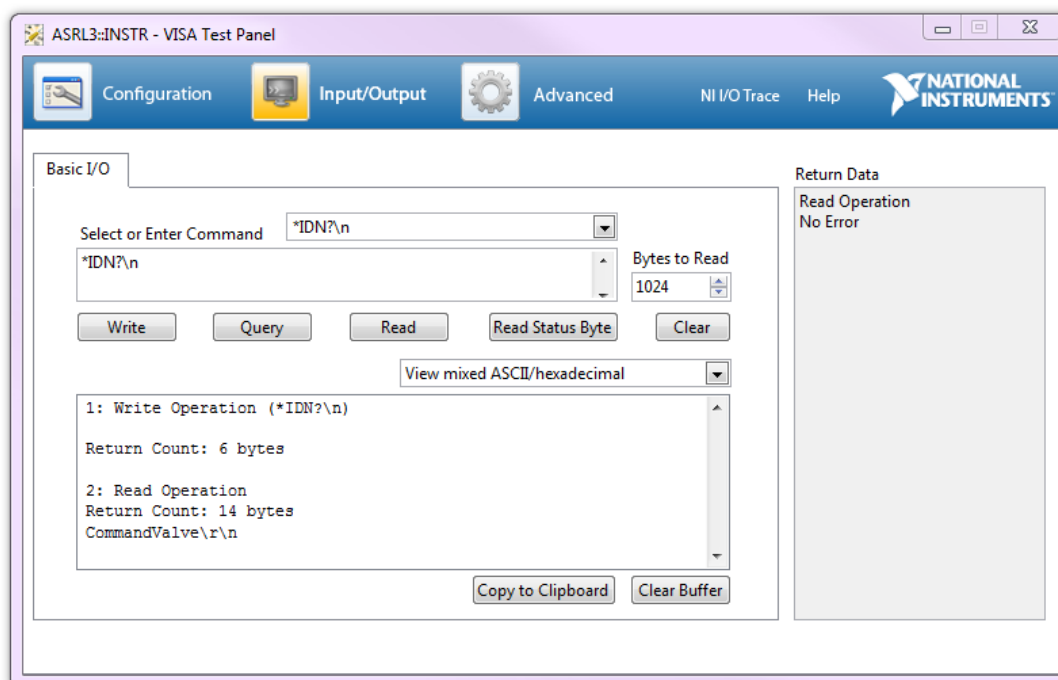 ASRL3::INSTR - VISA Test Panel
Configuration Input/Output Advanced NI I/O Trace Help NATIONAL INSTRUMENTS
Basic I/O
Select or Enter Command *IDN?\n
*IDN?\n
Bytes to Read
1024
Write Query Read Read Status Byte Clear
View mixed ASCII/hexadecimal
1: Write Operation (*IDN?\n)
Return Count: 6 bytes
2: Read Operation
Return Count: 14 bytes
CommandValve\r\n
Copy to Clipboard Clear Buffer
Return Data
Read Operation
No Error